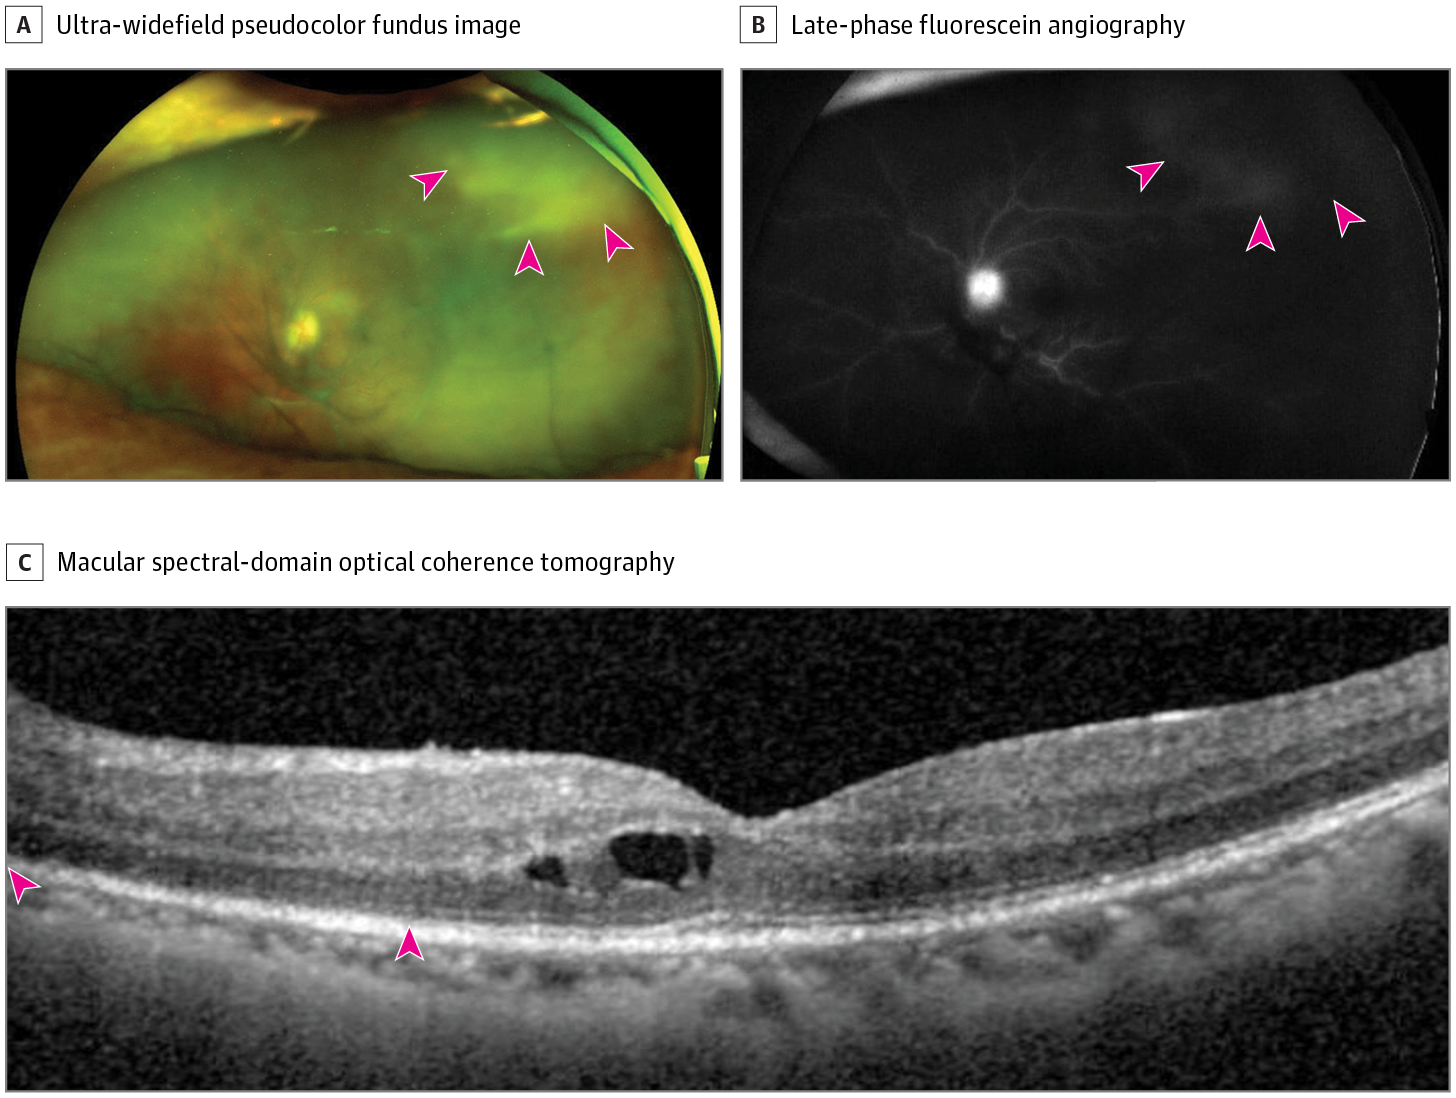 A Ultra-widefield pseudocolor fundus image
B Late-phase fluorescein angiography
C Macular spectral-domain optical coherence tomography